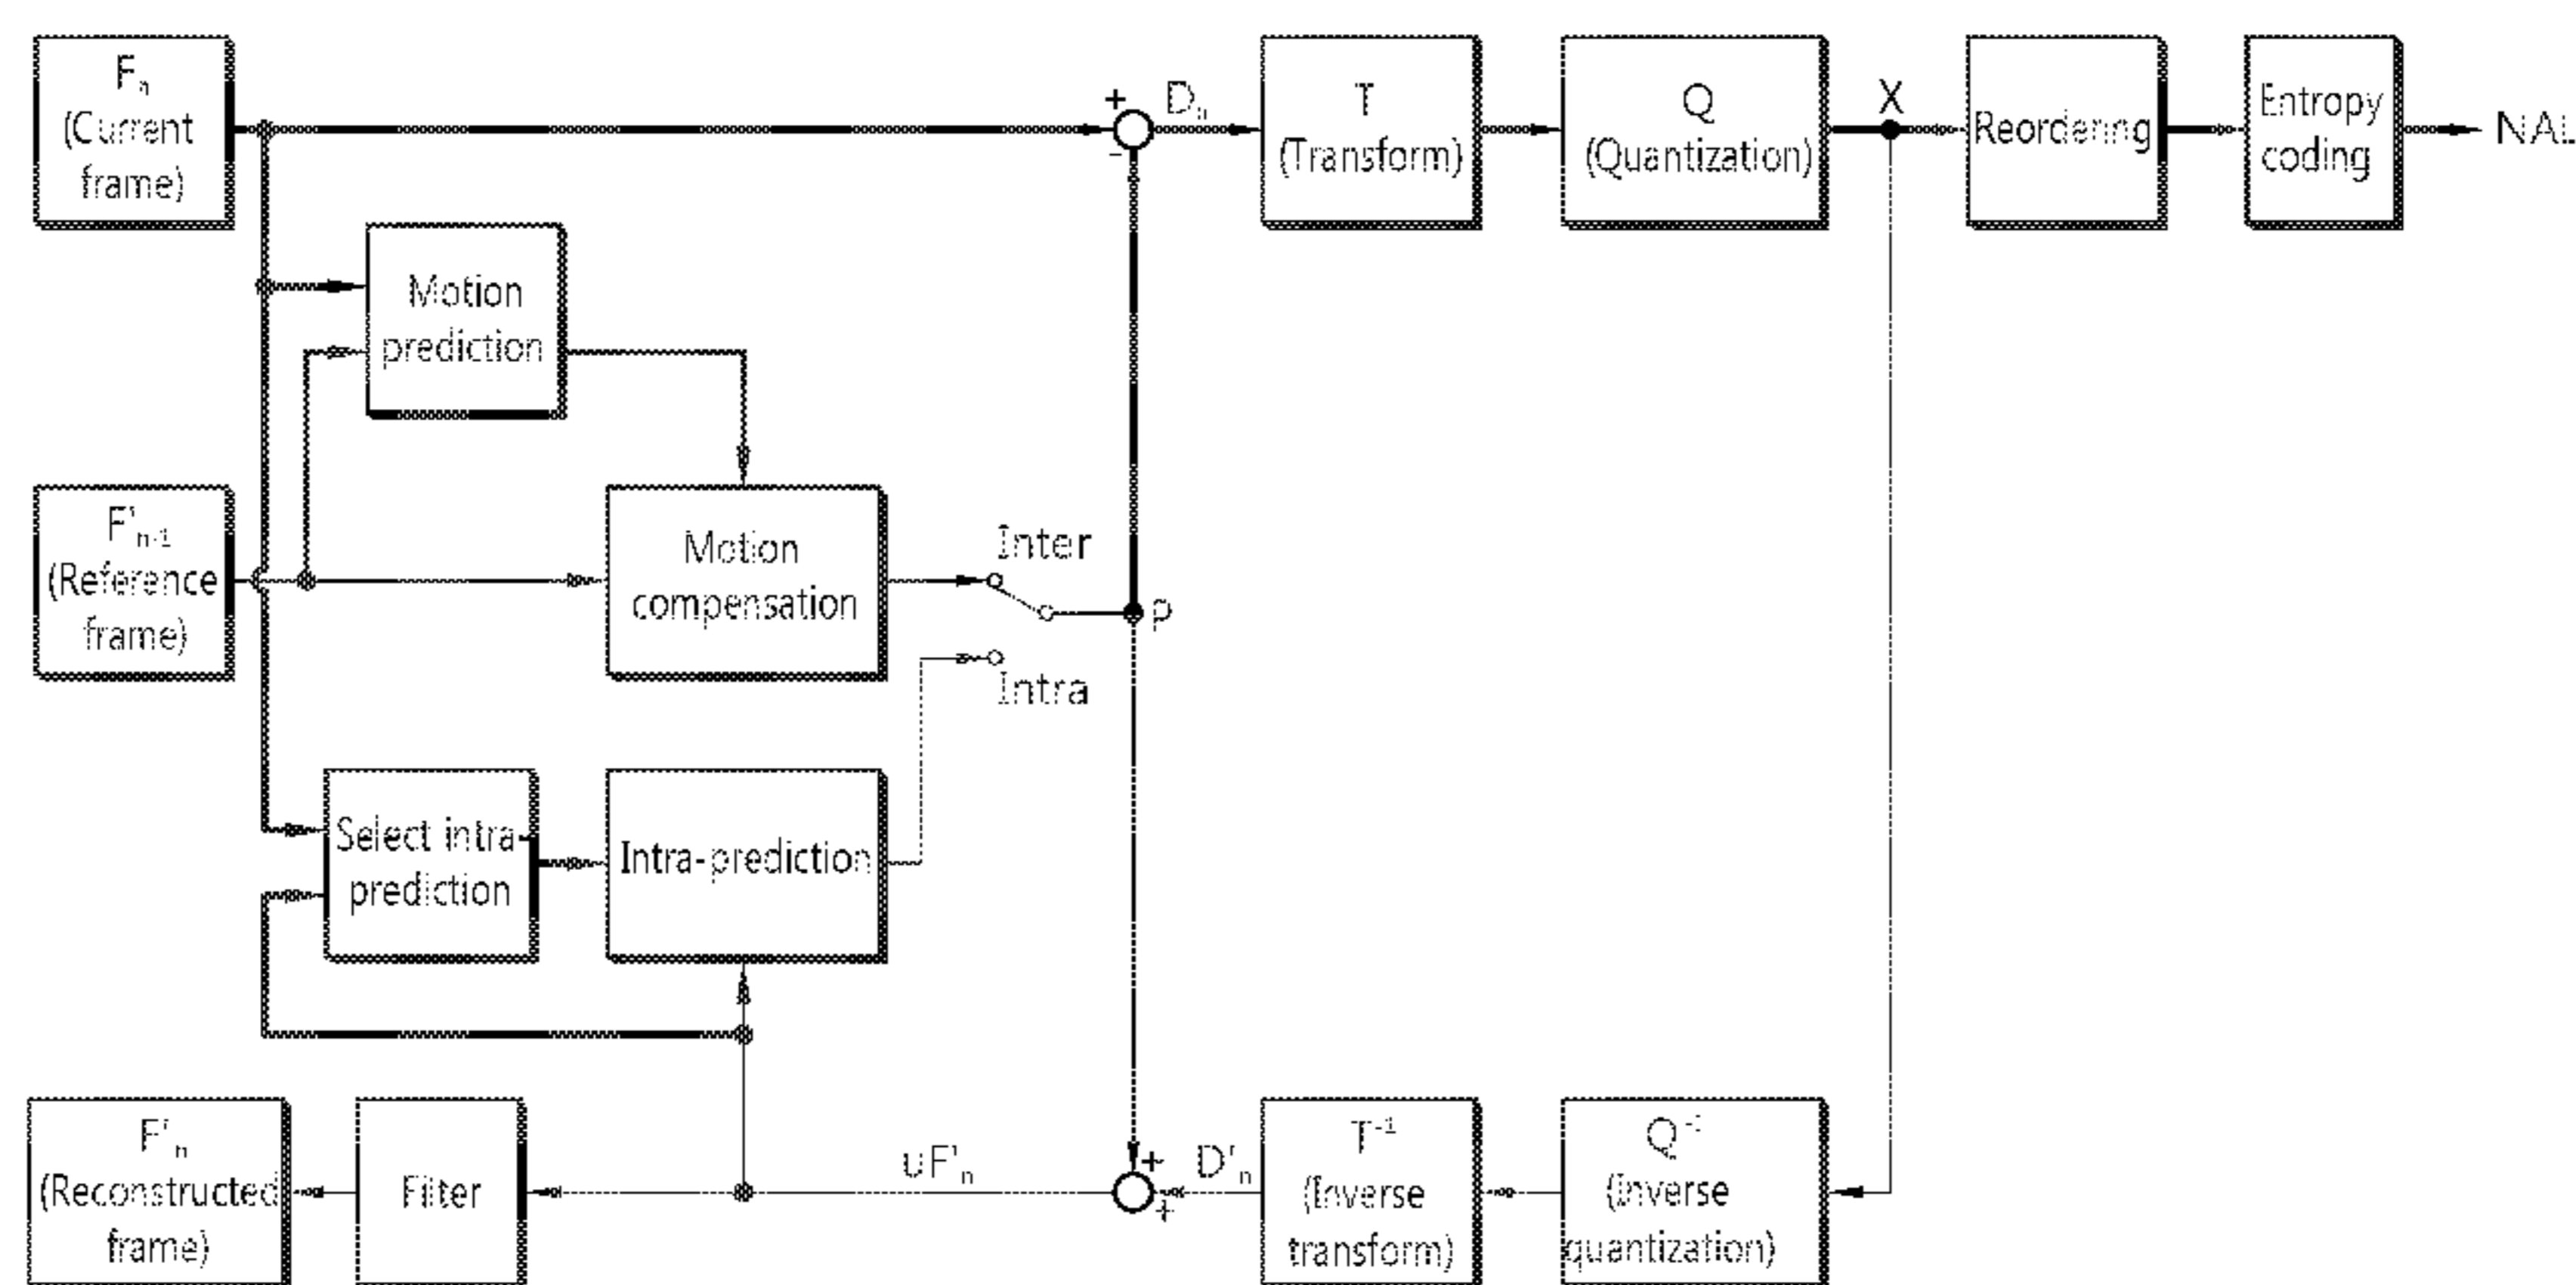 Fn
(Current
frame)
+
-
Dn
T
(Transform)
Q
(Quantization)
X
Reordering
Entropy
coding
NAL
Motion
prediction
F'n-1
(Reference
frame)
Motion
compensation
Inter
Intra
P
Select intra-
prediction
Intra-prediction
F'n
(Reconstructed
frame)
Filter
uF'n
+
+
D'n
T-1
(Inverse
transform)
Q-1
(Inverse
quantization)